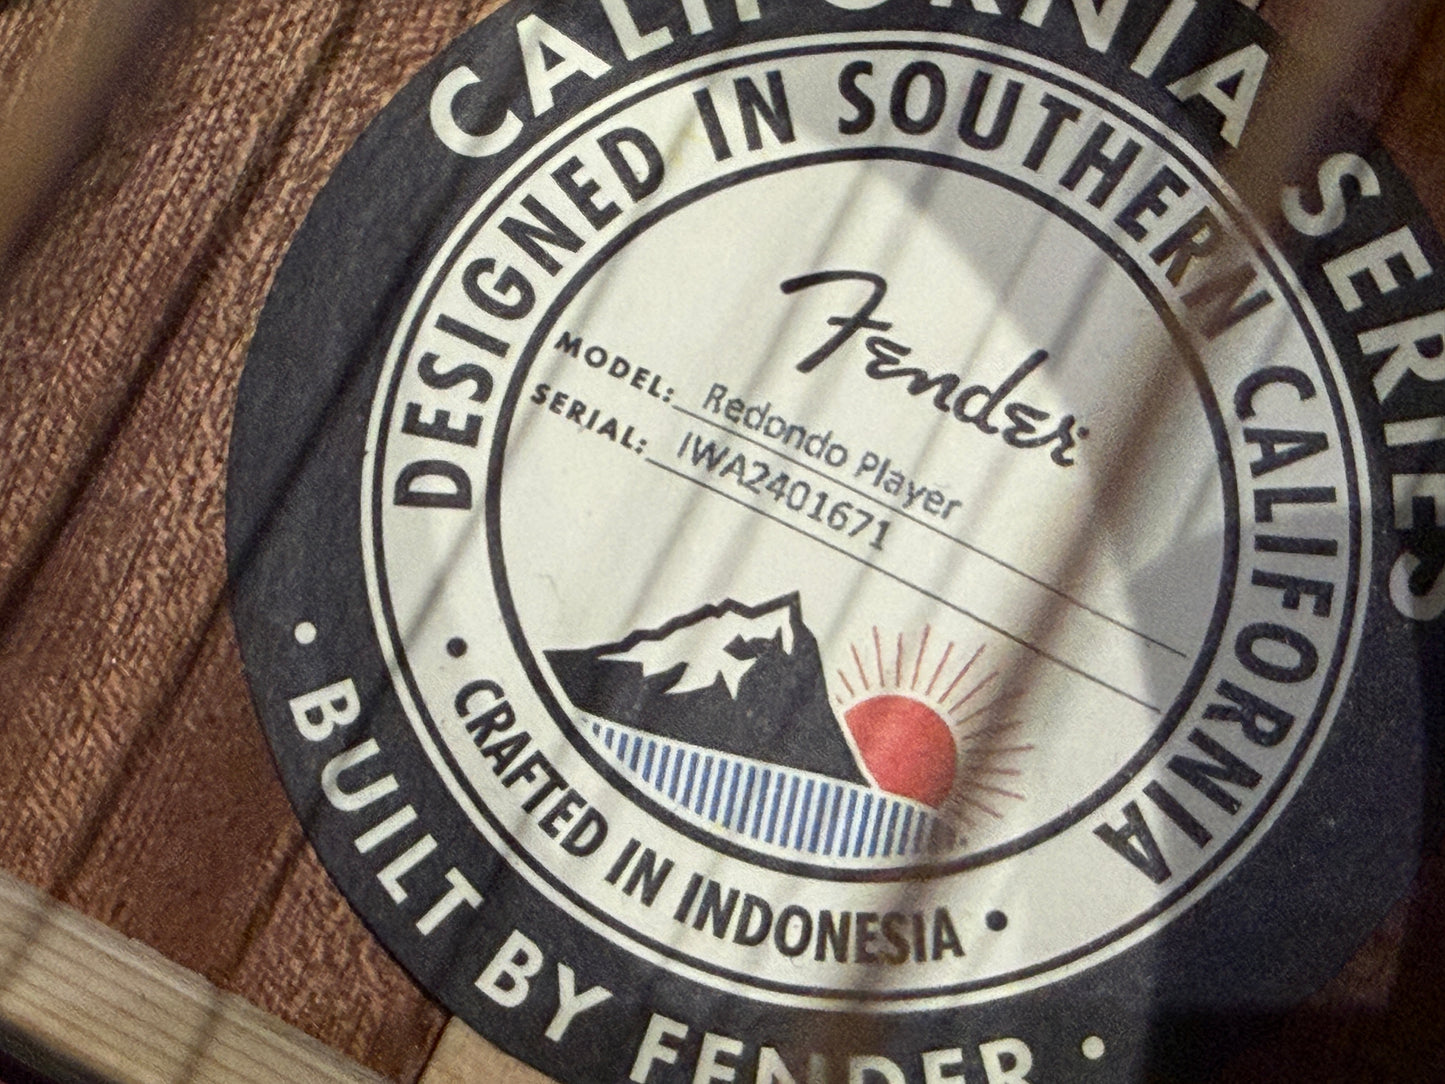 CALIFORNIA SERIES
DESIGNED IN SOUTHERN CALIFORNIA
Fender
MODEL: Redondo Player
SERIAL: IWA2401671
• CRAFTED IN INDONESIA •
• BUILT BY FENDER •